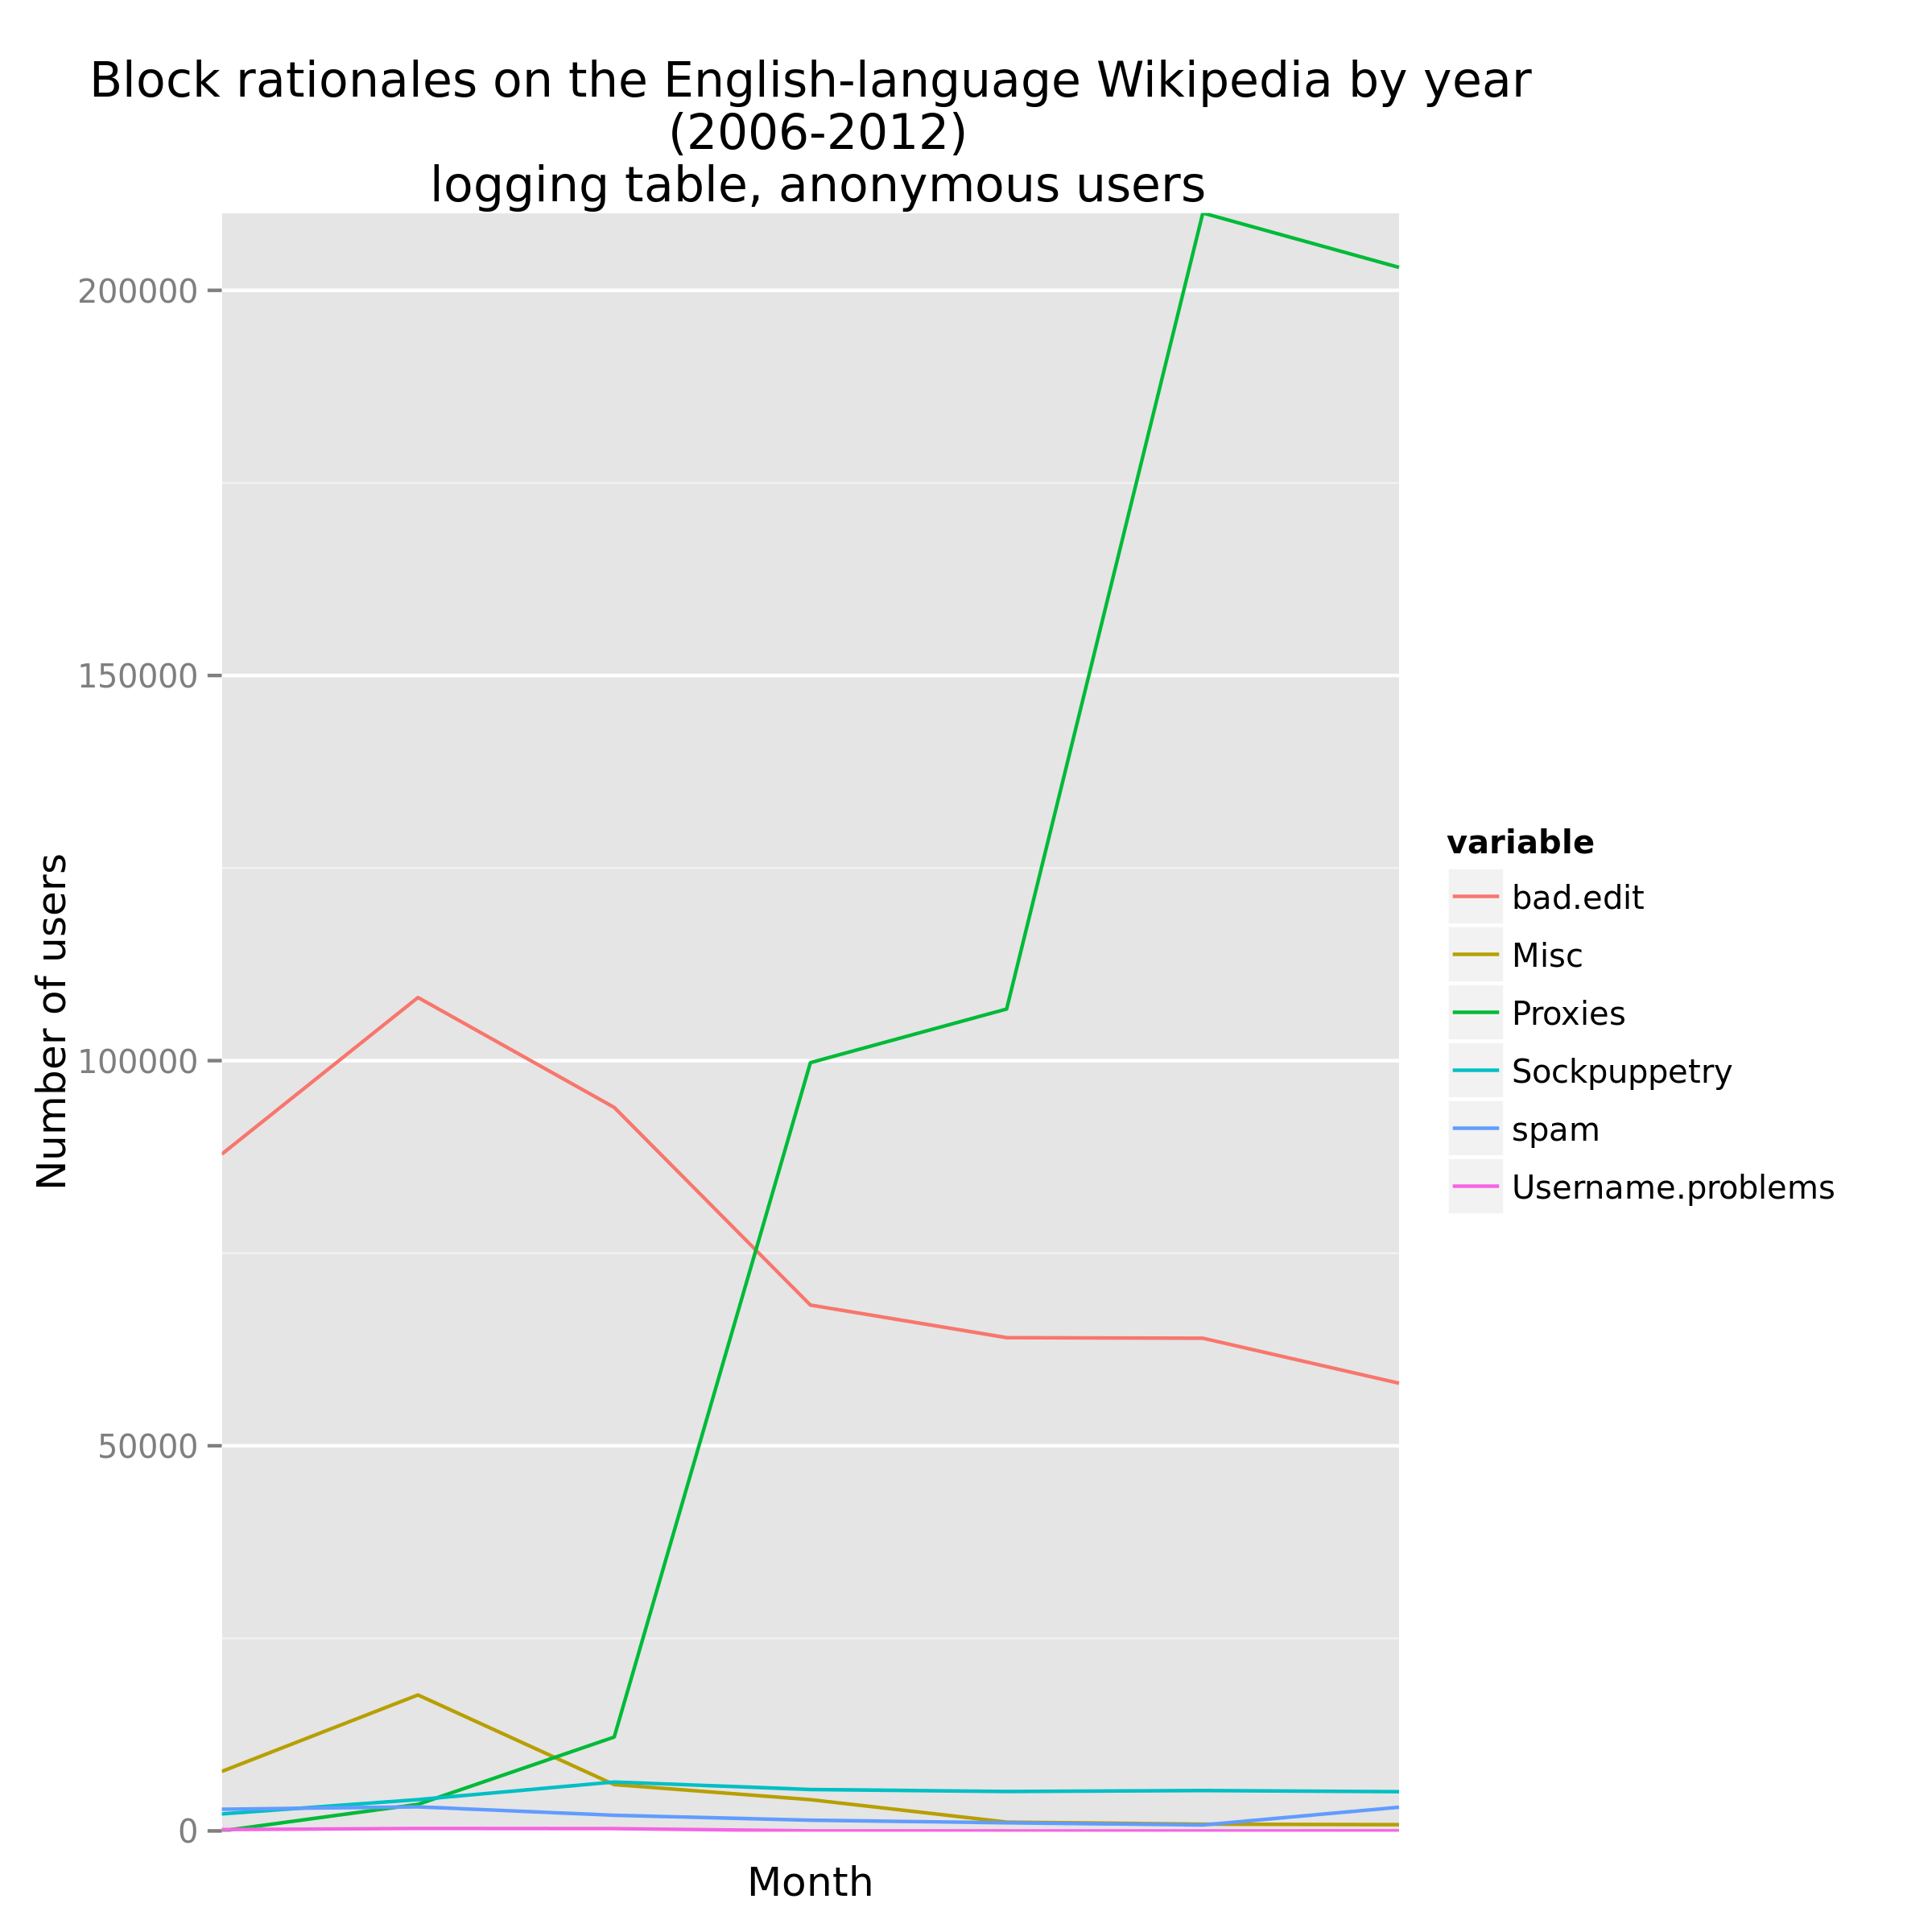 Block rationales on the English-language Wikipedia by year
(2006-2012)
logging table, anonymous users
200000
150000
100000
50000
0
Number of users
Month
variable
bad.edit
Misc
Proxies
Sockpuppetry
spam
Username.problems